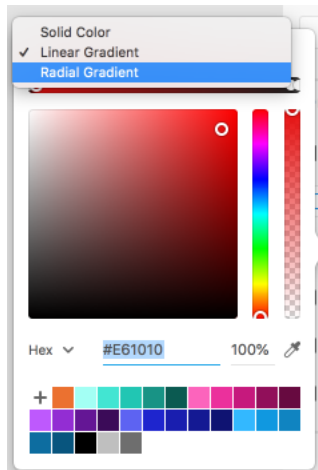 Solid Color
✓ Linear Gradient
Radial Gradient
Hex #E61010 100%
+